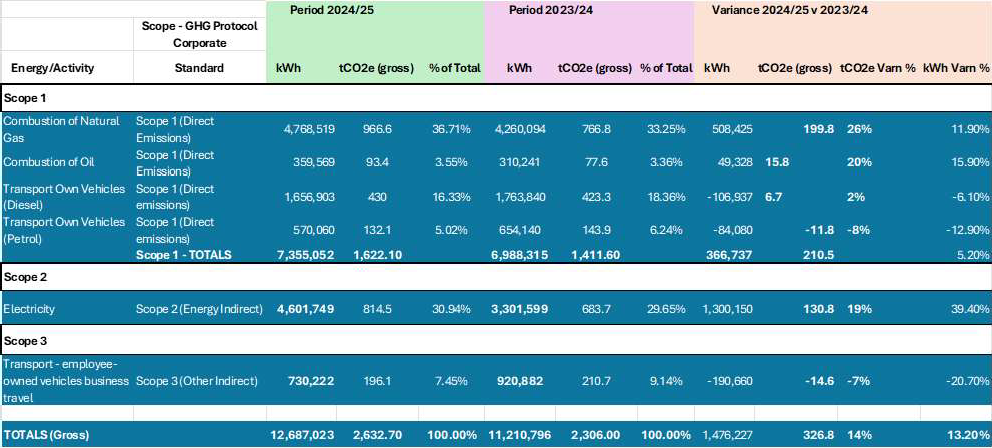 Period 2024/25 Period 2023/24 Variance 2024/25 v 2023/24
Scope - GHG Protocol
Corporate
Energy/Activity Standard kWh tCO2e (gross) % of Total kWh tCO2e (gross) % of Total kWh tCO2e (gross) tCO2e Varn % kWh Varn %
Scope 1
Combustion of Natural Gas Scope 1 (Direct Emissions) 4,768,519 966.6 36.71% 4,260,094 766.8 33.25% 508,425 199.8 26% 11.90%
Combustion of Oil Scope 1 (Direct Emissions) 359,569 93.4 3.55% 310,241 77.6 3.36% 49,328 15.8 20% 15.90%
Transport Own Vehicles (Diesel) Scope 1 (Direct emissions) 1,656,903 430 16.33% 1,763,840 423.3 18.36% -106,937 6.7 2% -6.10%
Transport Own Vehicles (Petrol) Scope 1 (Direct emissions) 570,060 132.1 5.02% 654,140 143.9 6.24% -84,080 -11.8 -8% -12.90%
Scope 1 - TOTALS 7,355,052 1,622.10 6,988,315 1,411.60 366,737 210.5 5.20%
Scope 2
Electricity Scope 2 (Energy Indirect) 4,601,749 814.5 30.94% 3,301,599 683.7 29.65% 1,300,150 130.8 19% 39.40%
Scope 3
Transport - employee-owned vehicles business travel Scope 3 (Other Indirect) 730,222 196.1 7.45% 920,882 210.7 9.14% -190,660 -14.6 -7% -20.70%
TOTALS (Gross) 12,687,023 2,632.70 100.00% 11,210,796 2,306.00 100.00% 1,476,227 326.8 14% 13.20%